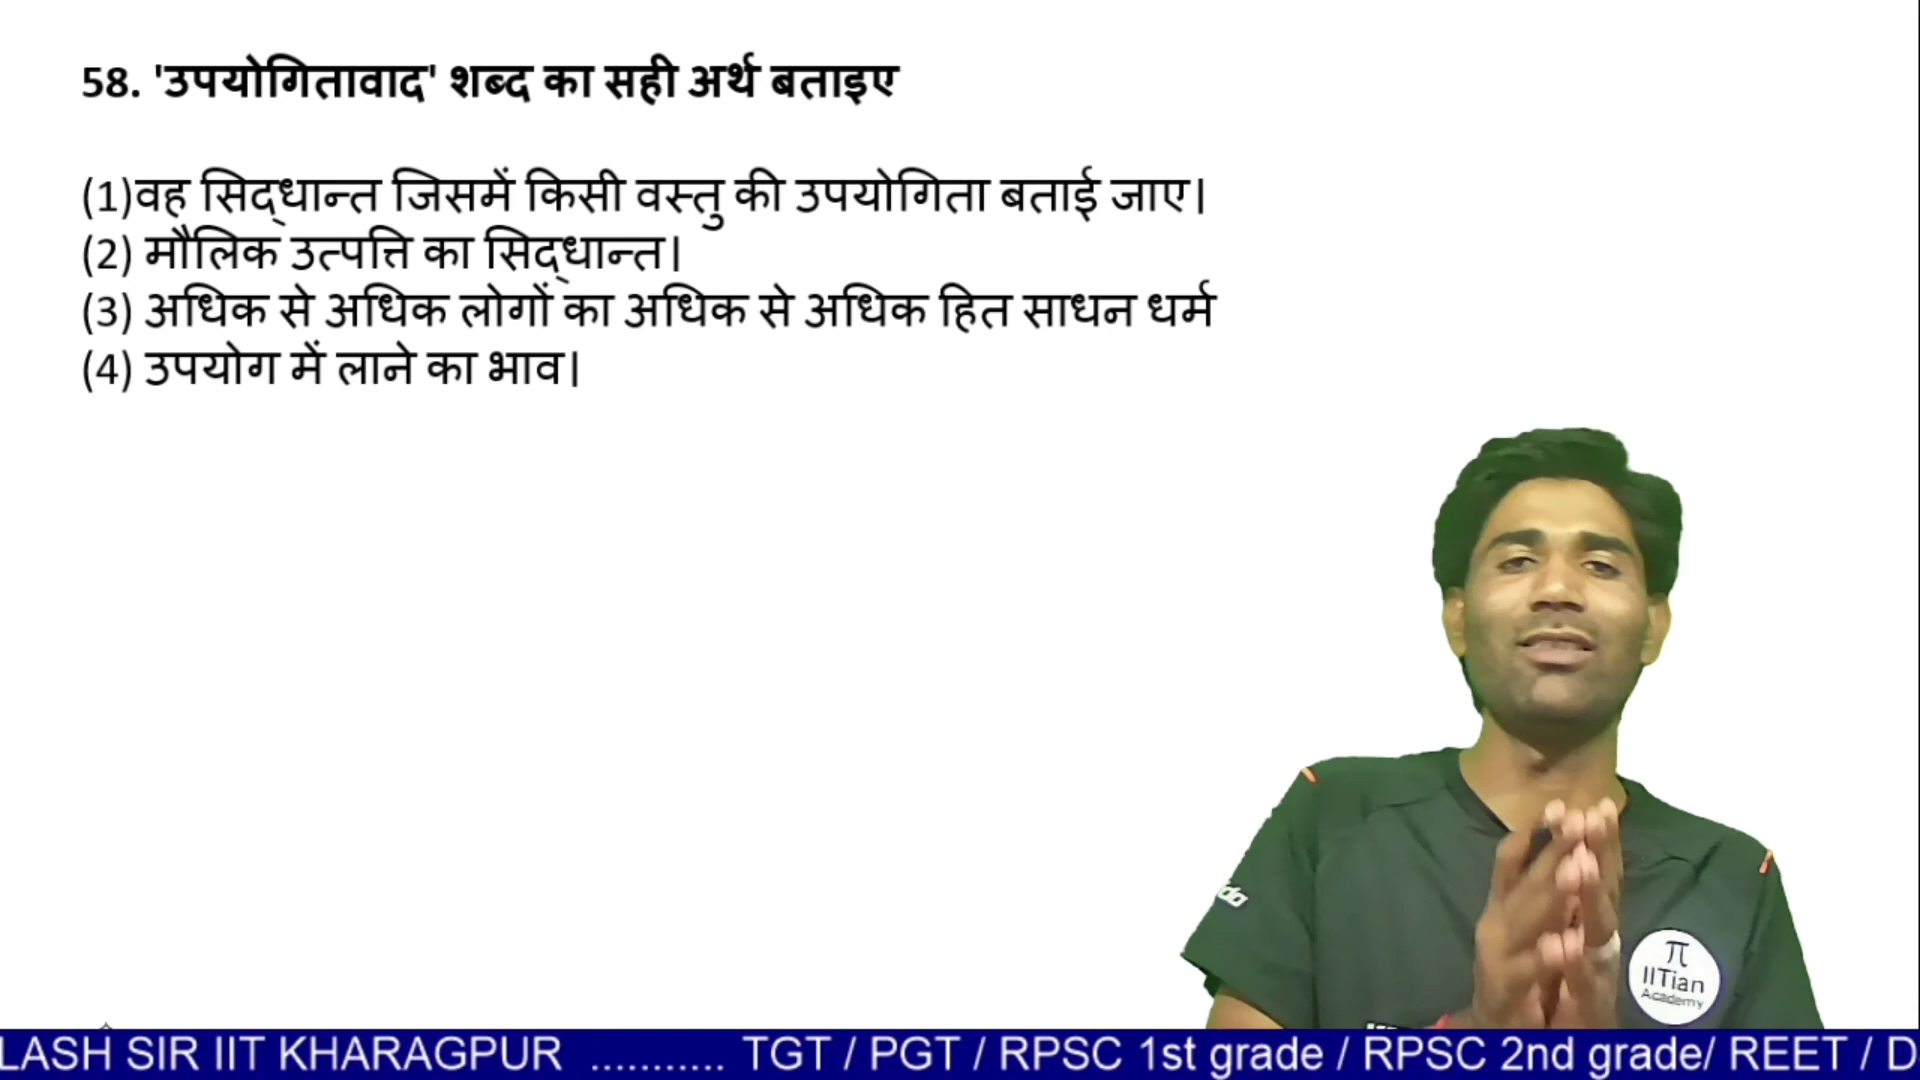 58. 'उपयोगितावाद' शब्द का सही अर्थ बताइए
(1)वह सिद्धान्त जिसमें किसी वस्तु की उपयोगिता बताई जाए।
(2) मौलिक उत्पत्ति का सिद्धान्त।
(3) अधिक से अधिक लोगों का अधिक से अधिक हित साधन धर्म
(4) उपयोग में लाने का भाव।
π
IITian
Academy
LASH SIR IIT KHARAGPUR ........... TGT / PGT / RPSC 1st grade / RPSC 2nd grade/ REET / D